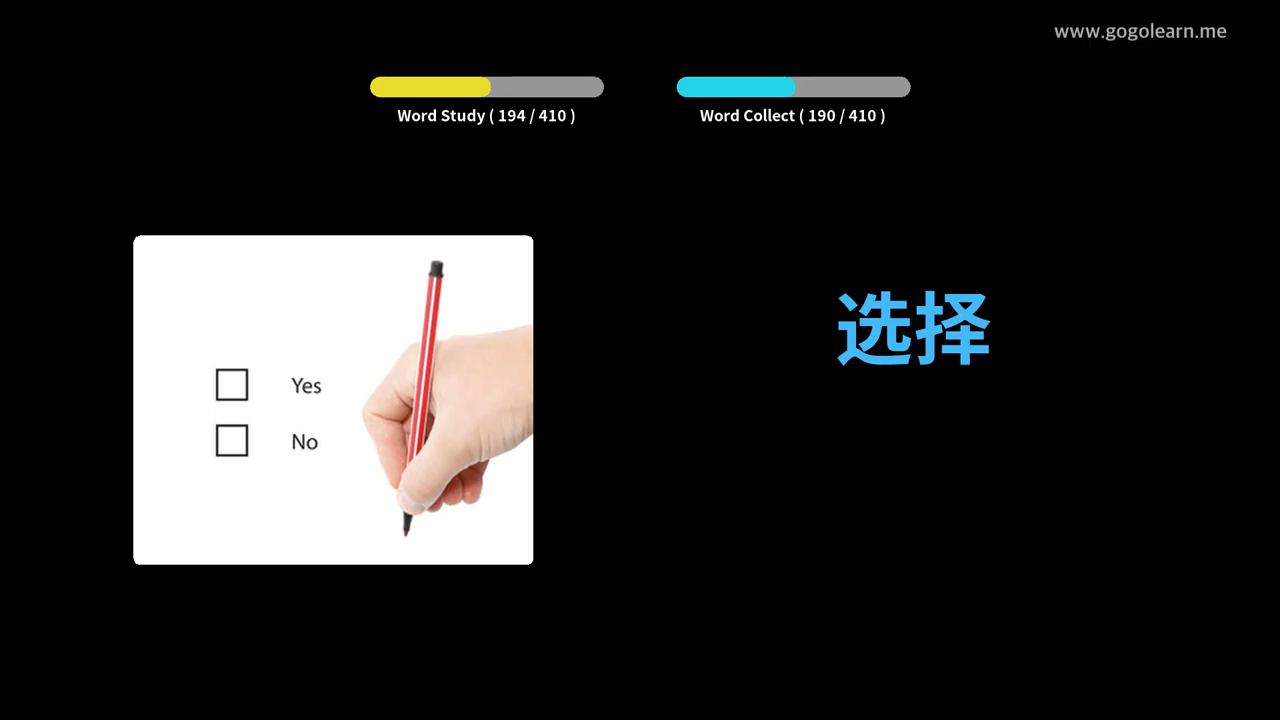 www.gogolearn.me
Word Study ( 194 / 410 )
Word Collect ( 190 / 410 )
选择
Yes
No